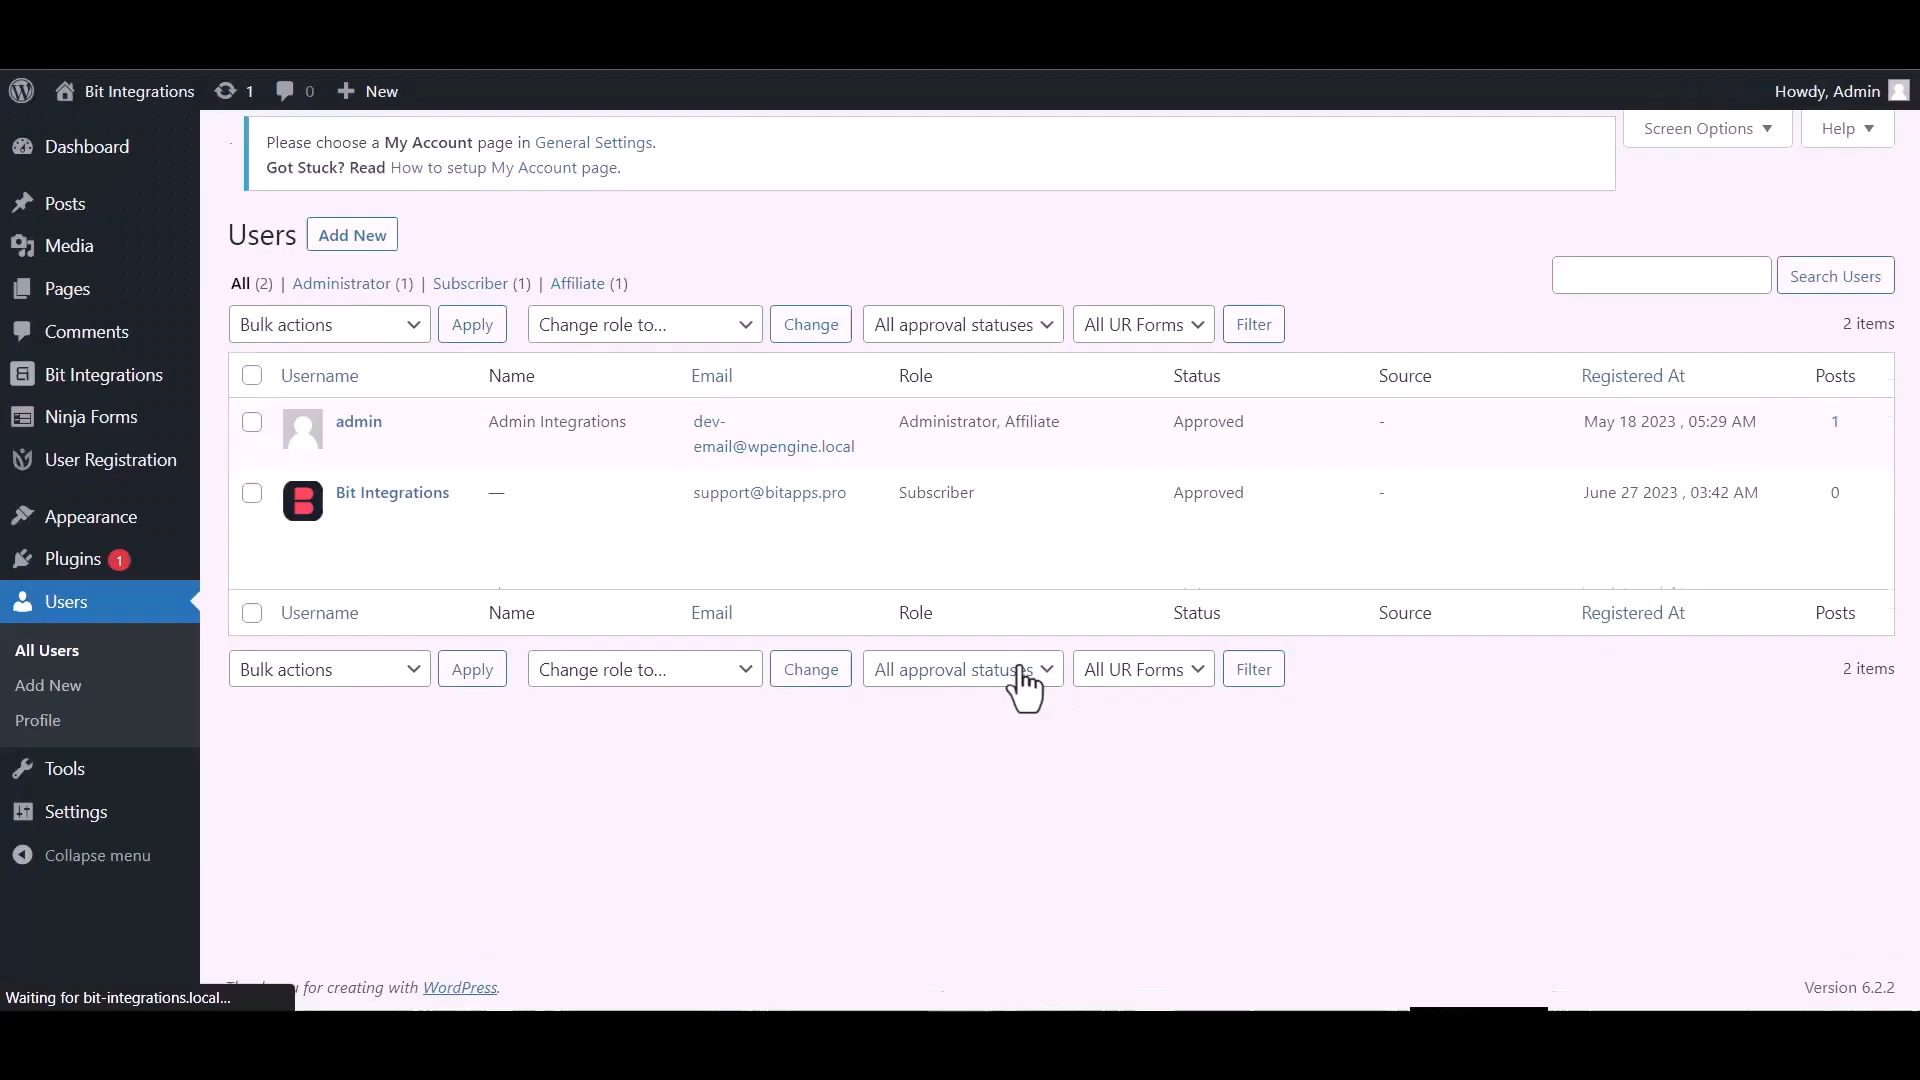 Bit Integrations 1 0 New
Howdy, Admin
Dashboard
Posts
Media
Pages
Comments
Bit Integrations
Ninja Forms
User Registration
Appearance
Plugins 1
Users
All Users
Add New
Profile
Tools
Settings
Collapse menu
Please choose a My Account page in General Settings.
Got Stuck? Read How to setup My Account page.
Screen Options Help
Users Add New
All (2) | Administrator (1) | Subscriber (1) | Affiliate (1)
Search Users
Bulk actions Apply Change role to... Change All approval statuses All UR Forms Filter 2 items
Username Name Email Role Status Source Registered At Posts
admin Admin Integrations dev- Administrator, Affiliate Approved - May 18 2023 , 05:29 AM 1
email@wpengine.local
Bit Integrations — support@bitapps.pro Subscriber Approved - June 27 2023 , 03:42 AM 0
Username Name Email Role Status Source Registered At Posts
Bulk actions Apply Change role to... Change All approval statuses All UR Forms Filter 2 items
for creating with WordPress. Version 6.2.2
Waiting for bit-integrations.local...